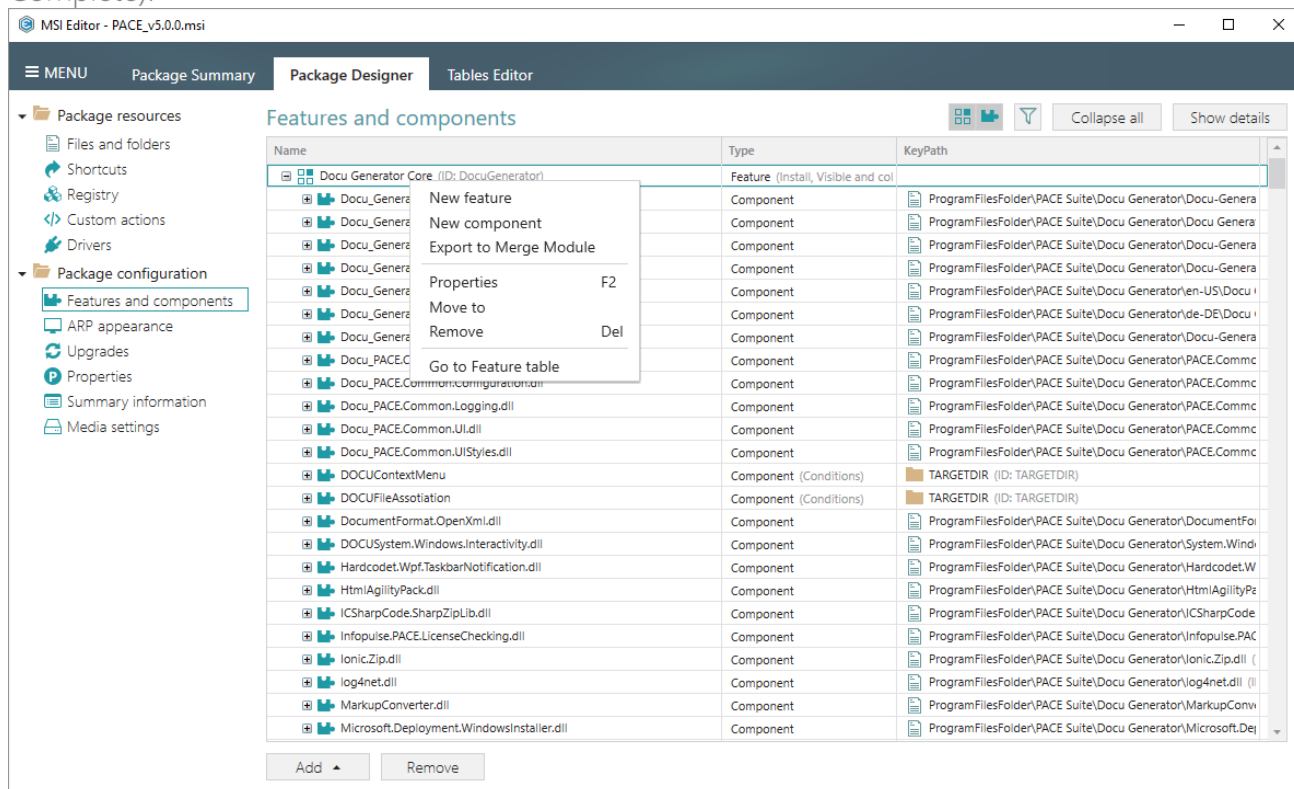 Complete).
MSI Editor - PACE_v5.0.0.msi
MENU Package Summary Package Designer Tables Editor
Package resources
Files and folders
Shortcuts
Registry
Custom actions
Drivers
Package configuration
Features and components
ARP appearance
Upgrades
Properties
Summary information
Media settings
Features and components
Collapse all Show details
Name Type KeyPath
Docu Generator Core (ID: DocuGenerator) Feature (Install, Visible and col
Docu_Genera Component ProgramFilesFolder\PACE Suite\Docu Generator\Docu-Genera
Docu_Genera Component ProgramFilesFolder\PACE Suite\Docu Generator\Docu Genera
Docu_Genera Component ProgramFilesFolder\PACE Suite\Docu Generator\Docu-Genera
Docu_Genera Component ProgramFilesFolder\PACE Suite\Docu Generator\Docu-Genera
Docu_Genera Component ProgramFilesFolder\PACE Suite\Docu Generator\en-US\Docu
Docu_Genera Component ProgramFilesFolder\PACE Suite\Docu Generator\de-DE\Docu
Docu_Genera Component ProgramFilesFolder\PACE Suite\Docu Generator\Docu-Genera
Docu_PACE.C Component ProgramFilesFolder\PACE Suite\Docu Generator\PACE.Commc
Docu_PACE.Common.Configuration.dll Component ProgramFilesFolder\PACE Suite\Docu Generator\PACE.Commc
Docu_PACE.Common.Logging.dll Component ProgramFilesFolder\PACE Suite\Docu Generator\PACE.Commc
Docu_PACE.Common.UI.dll Component ProgramFilesFolder\PACE Suite\Docu Generator\PACE.Commc
Docu_PACE.Common.UIStyles.dll Component ProgramFilesFolder\PACE Suite\Docu Generator\PACE.Commc
DOCUContextMenu Component (Conditions) TARGETDIR (ID: TARGETDIR)
DOCUFileAssotiation Component (Conditions) TARGETDIR (ID: TARGETDIR)
DocumentFormat.OpenXml.dll Component ProgramFilesFolder\PACE Suite\Docu Generator\DocumentFo
DOCUSystem.Windows.Interactivity.dll Component ProgramFilesFolder\PACE Suite\Docu Generator\System.Wind
Hardcodet.Wpf.TaskbarNotification.dll Component ProgramFilesFolder\PACE Suite\Docu Generator\Hardcodet.W
HtmlAgilityPack.dll Component ProgramFilesFolder\PACE Suite\Docu Generator\HtmlAgilityPa
ICSharpCode.SharpZipLib.dll Component ProgramFilesFolder\PACE Suite\Docu Generator\ICSharpCode
Infopulse.PACE.LicenseChecking.dll Component ProgramFilesFolder\PACE Suite\Docu Generator\Infopulse.PAC
Ionic.Zip.dll Component ProgramFilesFolder\PACE Suite\Docu Generator\Ionic.Zip.dll (
log4net.dll Component ProgramFilesFolder\PACE Suite\Docu Generator\log4net.dll (I
MarkupConverter.dll Component ProgramFilesFolder\PACE Suite\Docu Generator\MarkupConv
Microsoft.Deployment.WindowsInstaller.dll Component ProgramFilesFolder\PACE Suite\Docu Generator\Microsoft.De
New feature
New component
Export to Merge Module
Properties F2
Move to
Remove Del
Go to Feature table
Add Remove